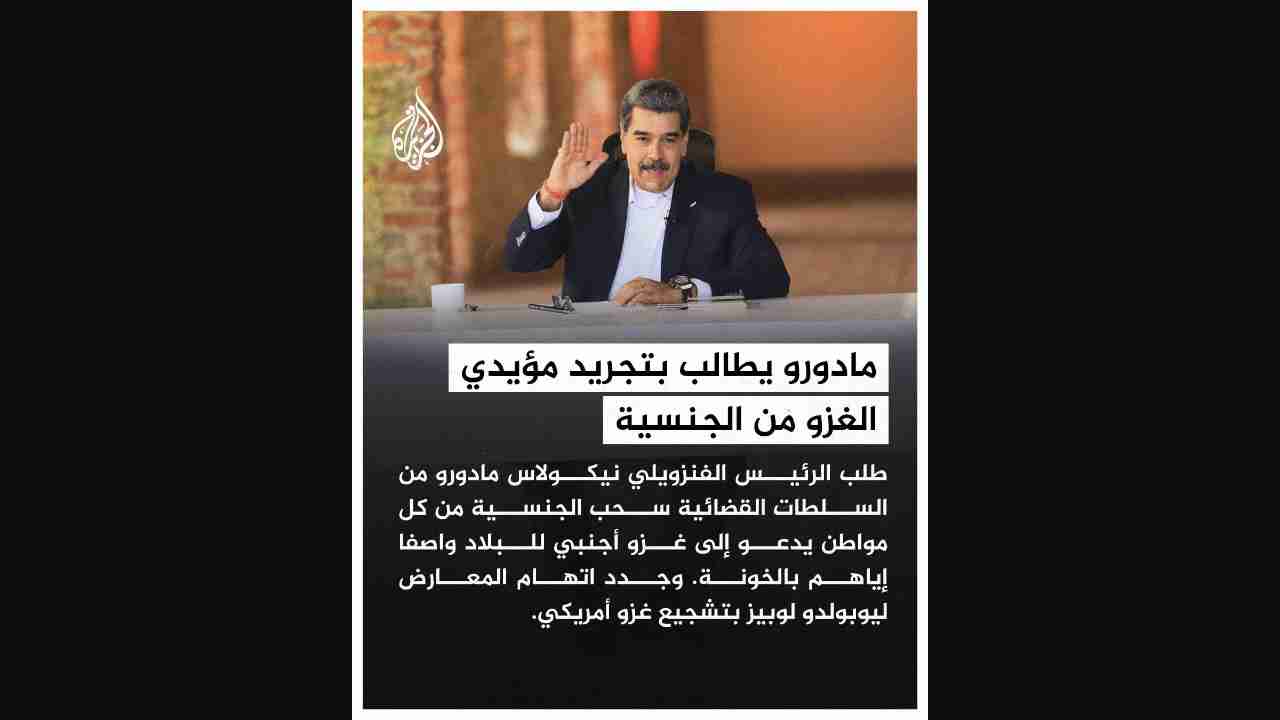 الجزيرة
مادورو يطالب بتجريد مؤيدي
الغزو من الجنسية
طلب الرئيس الفنزويلي نيكولاس مادورو من
السلطات القضائية سحب الجنسية من كل
مواطن يدعو إلى غزو أجنبي للبلاد واصفا
إياهم بالخونة. وجدد اتهام المعارض
ليوبولدو لوبيز بتشجيع غزو أمريكي.